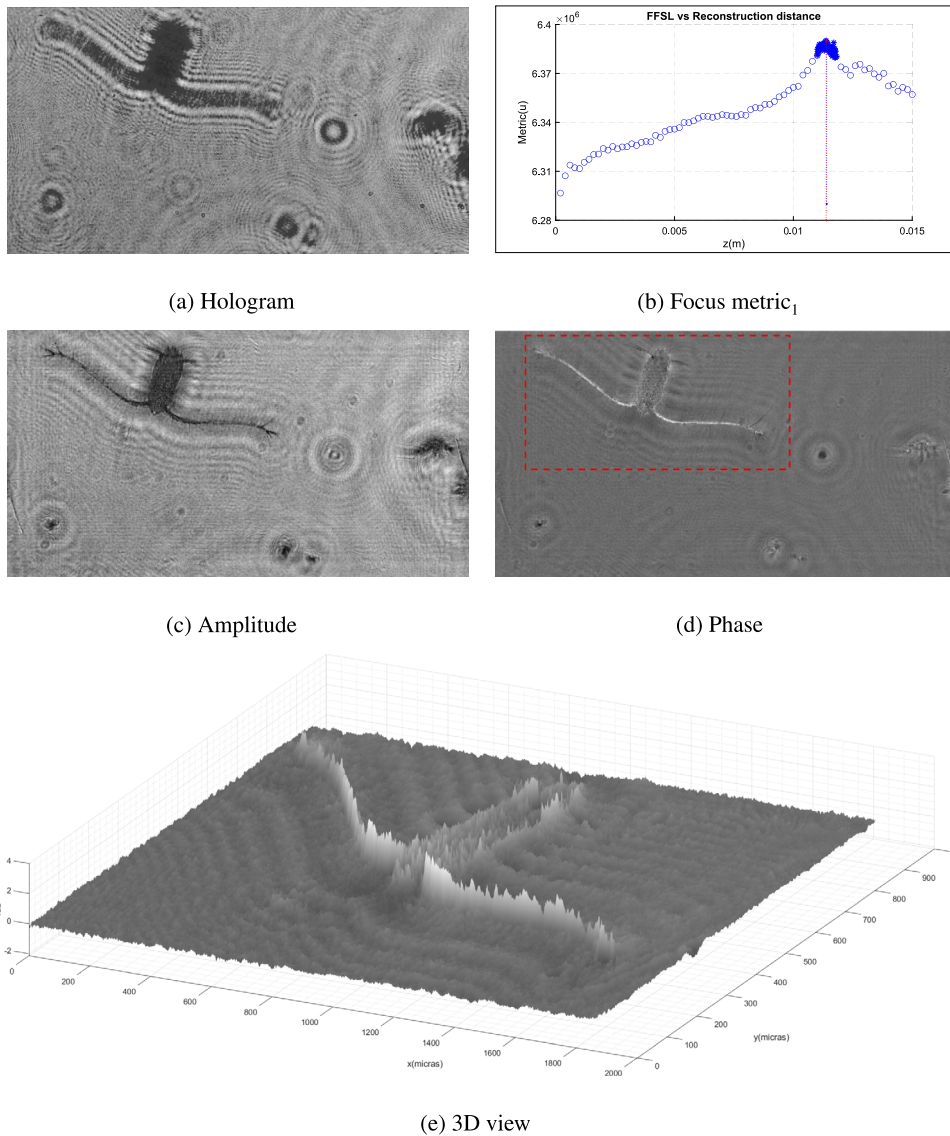 (a) Hologram
FFSL vs Reconstruction distance
×10⁶
6.4
6.37
6.34
6.31
6.28
Metric(u)
0 0.005 0.01 0.015
z(m)
(b) Focus metric₁
(c) Amplitude
(d) Phase
4
2
0
-2
0 200 400 600 800 1000 1200 1400 1600 1800 2000
x(micras)
0 100 200 300 400 500 600 700 800 900
y(micras)
(e) 3D view